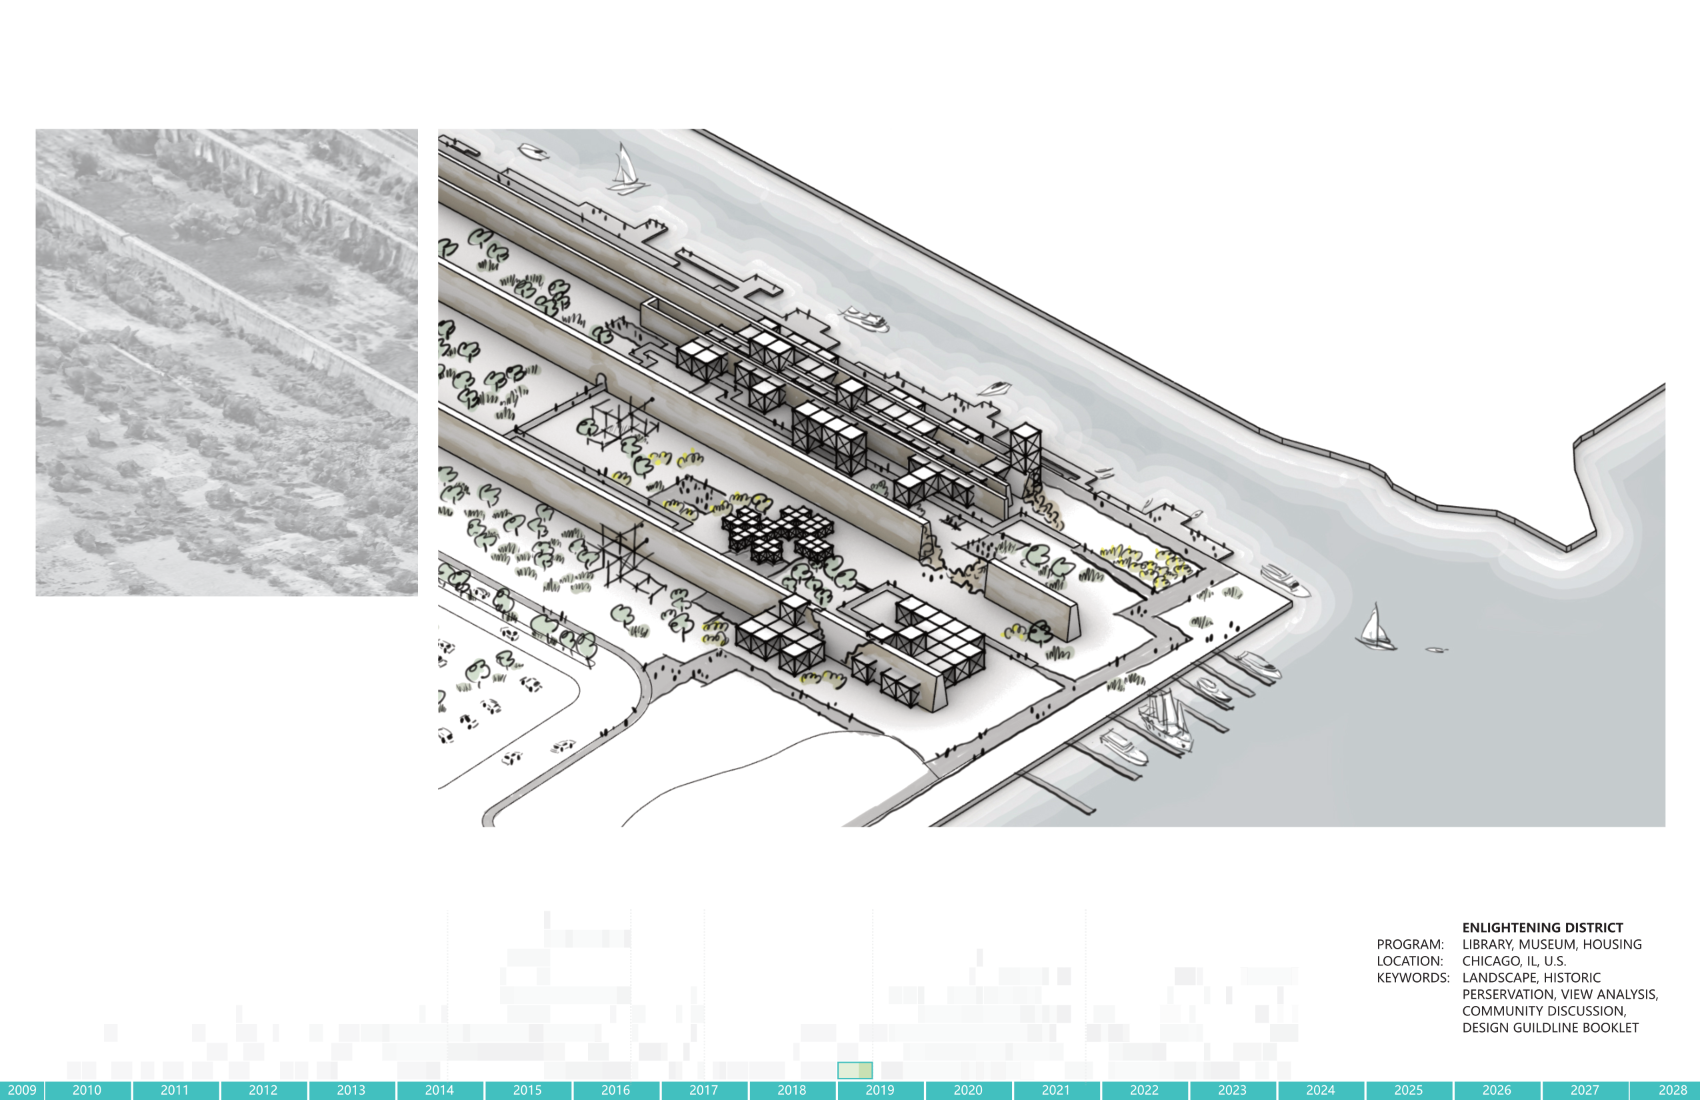 ENLIGHTENING DISTRICT
PROGRAM: LIBRARY, MUSEUM, HOUSING
LOCATION: CHICAGO, IL, U.S.
KEYWORDS: LANDSCAPE, HISTORIC
PERSERVATION, VIEW ANALYSIS,
COMMUNITY DISCUSSION,
DESIGN GUILDLINE BOOKLET
2009 2010 2011 2012 2013 2014 2015 2016 2017 2018 2019 2020 2021 2022 2023 2024 2025 2026 2027 2028